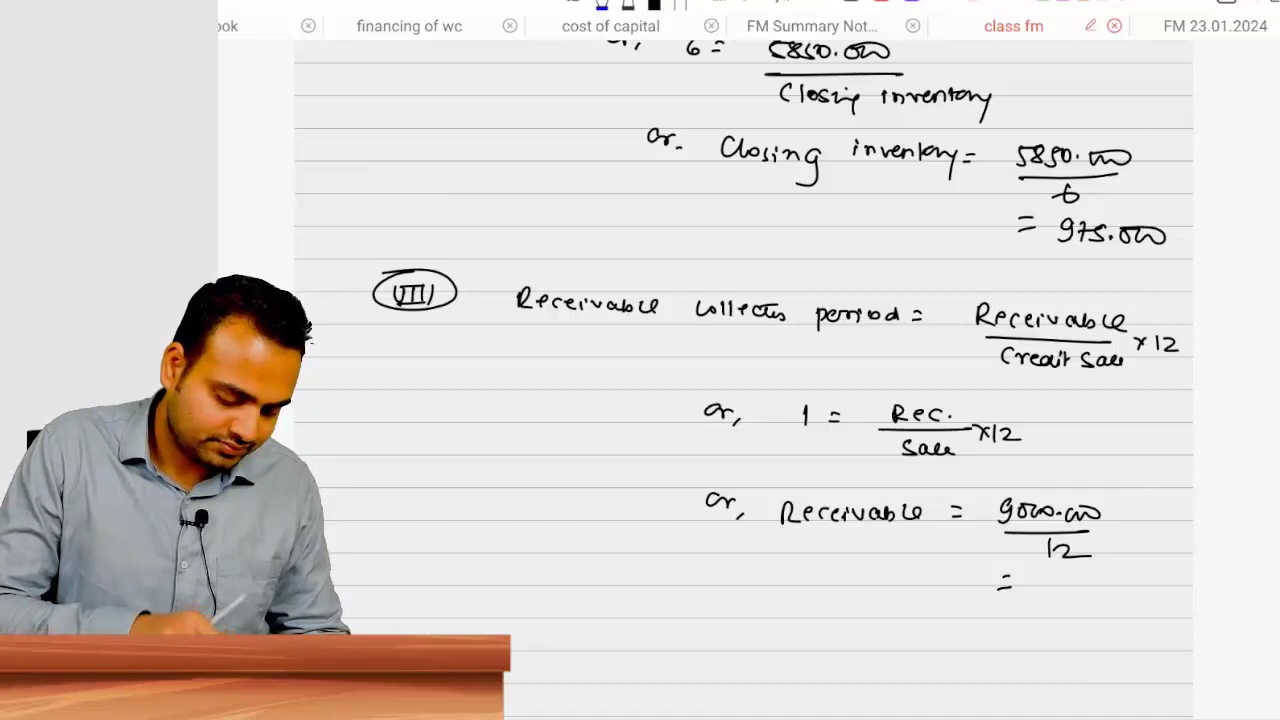 ook financing of wc cost of capital FM Summary Not... class fm FM 23.01.2024
or, 6 = 5850.000
Closing inventory
or. Closing inventory = 5850.000
6
= 975.000
VIII Receivable collectio period = Receivable
Credit Sale × 12
or, 1 = Rec.
Sale × 12
or, Receivable = 9000.000
12
=